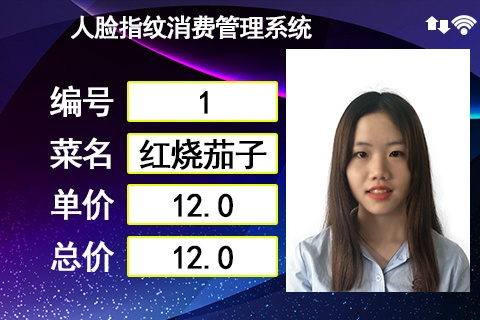 人脸指纹消费管理系统
编号 1
菜名 红烧茄子
单价 12.0
总价 12.0